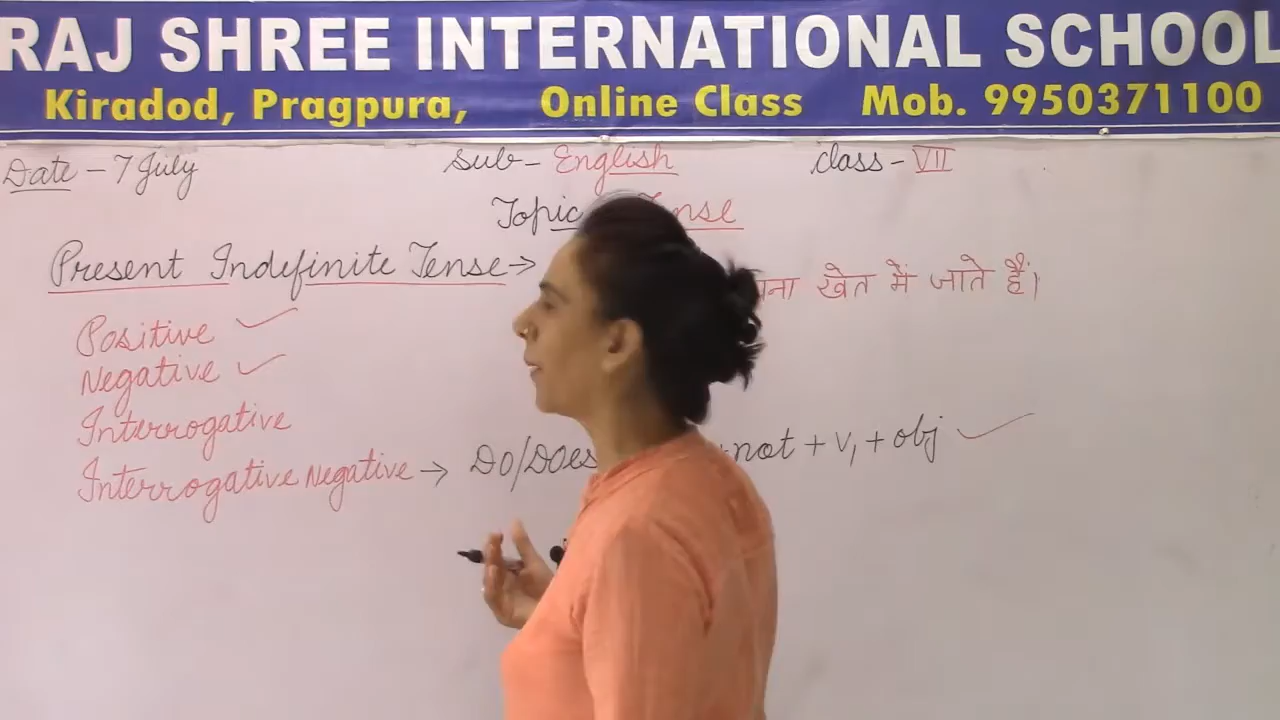 RAJ SHREE INTERNATIONAL SCHOOL
Kiradod, Pragpura, Online Class Mob. 9950371100
Date - 7 July Sub - English Class - VII
Topic
Present Indefinite Tense →
खेत में जाते हैं।
Positive ✓
Negative ✓
Interrogative
Interrogative Negative → Do/Does not + V₁ + obj ✓